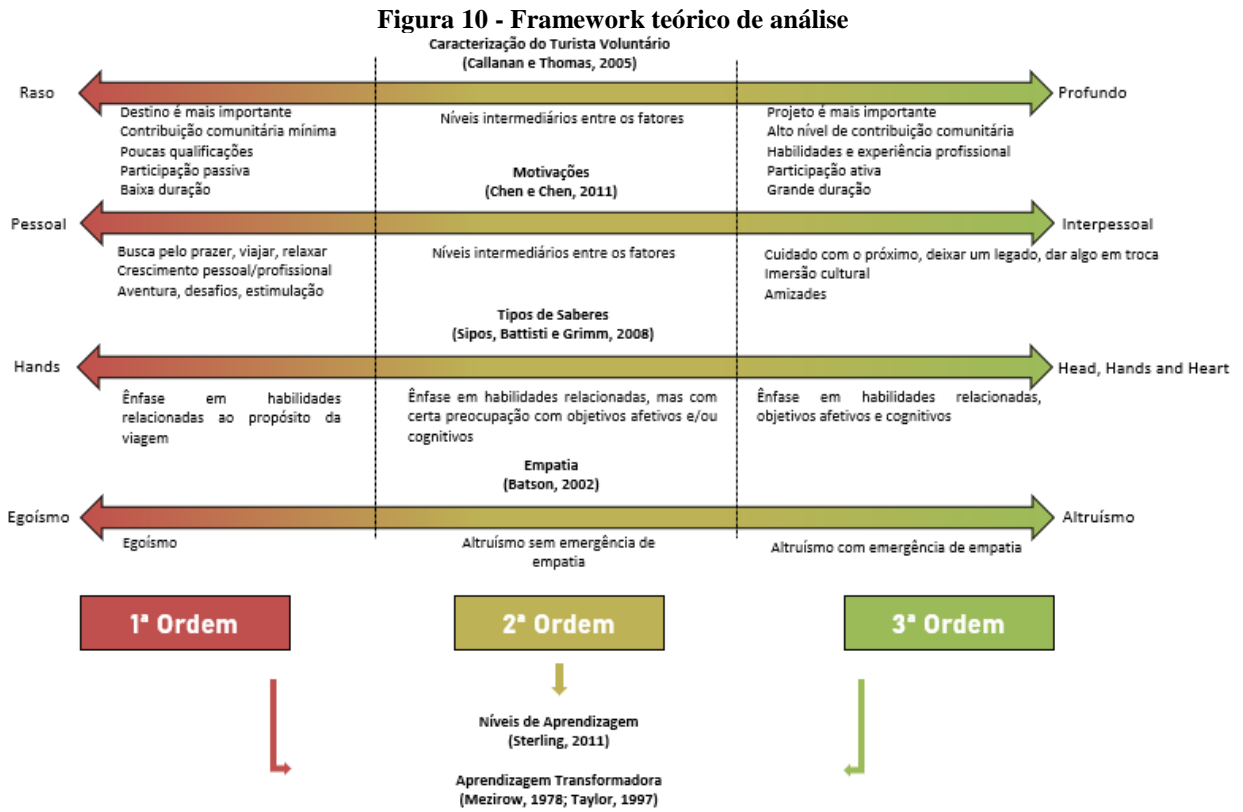 Figura 10 - Framework teórico de análise
Caracterização do Turista Voluntário
(Callanan e Thomas, 2005)
Raso
Profundo
Destino é mais importante
Contribuição comunitária mínima
Poucas qualificações
Participação passiva
Baixa duração
Níveis intermediários entre os fatores
Projeto é mais importante
Alto nível de contribuição comunitária
Habilidades e experiência profissional
Participação ativa
Grande duração
Motivações
(Chen e Chen, 2011)
Pessoal
Interpessoal
Busca pelo prazer, viajar, relaxar
Crescimento pessoal/profissional
Aventura, desafios, estimulação
Níveis intermediários entre os fatores
Cuidado com o próximo, deixar um legado, dar algo em troca
Imersão cultural
Amizades
Tipos de Saberes
(Sipos, Battisti e Grimm, 2008)
Hands
Head, Hands and Heart
Ênfase em habilidades
relacionadas ao propósito da
viagem
Ênfase em habilidades relacionadas, mas com
certa preocupação com objetivos afetivos e/ou
cognitivos
Ênfase em habilidades relacionadas,
objetivos afetivos e cognitivos
Empatia
(Batson, 2002)
Egoísmo
Altruísmo
Egoísmo
Altruísmo sem emergência de
empatia
Altruísmo com emergência de empatia
1ª Ordem
2ª Ordem
3ª Ordem
Níveis de Aprendizagem
(Sterling, 2011)
Aprendizagem Transformadora
(Mezirow, 1978; Taylor, 1997)